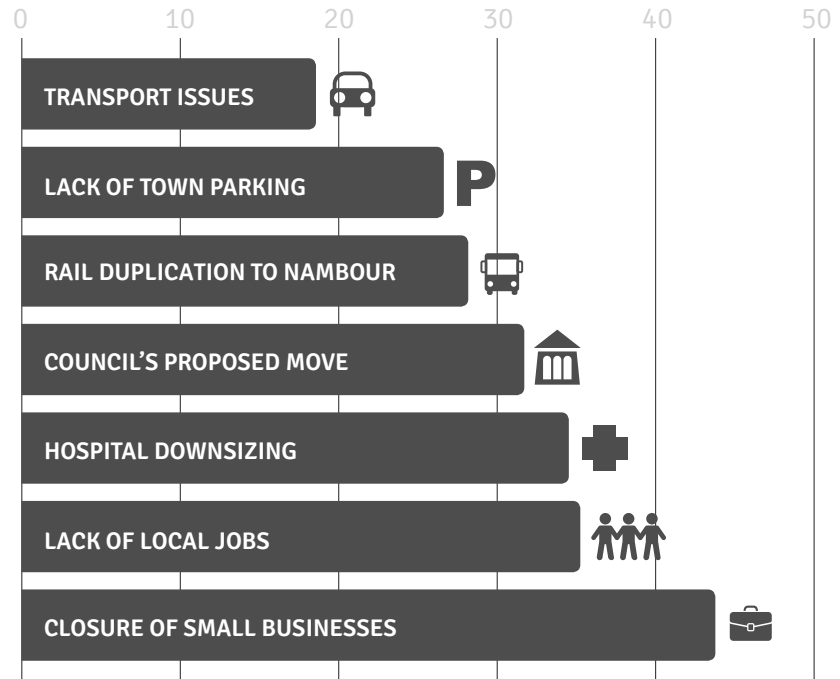 0 10 20 30 40 50
TRANSPORT ISSUES
LACK OF TOWN PARKING
P
RAIL DUPLICATION TO NAMBOUR
COUNCIL'S PROPOSED MOVE
HOSPITAL DOWNSIZING
LACK OF LOCAL JOBS
CLOSURE OF SMALL BUSINESSES